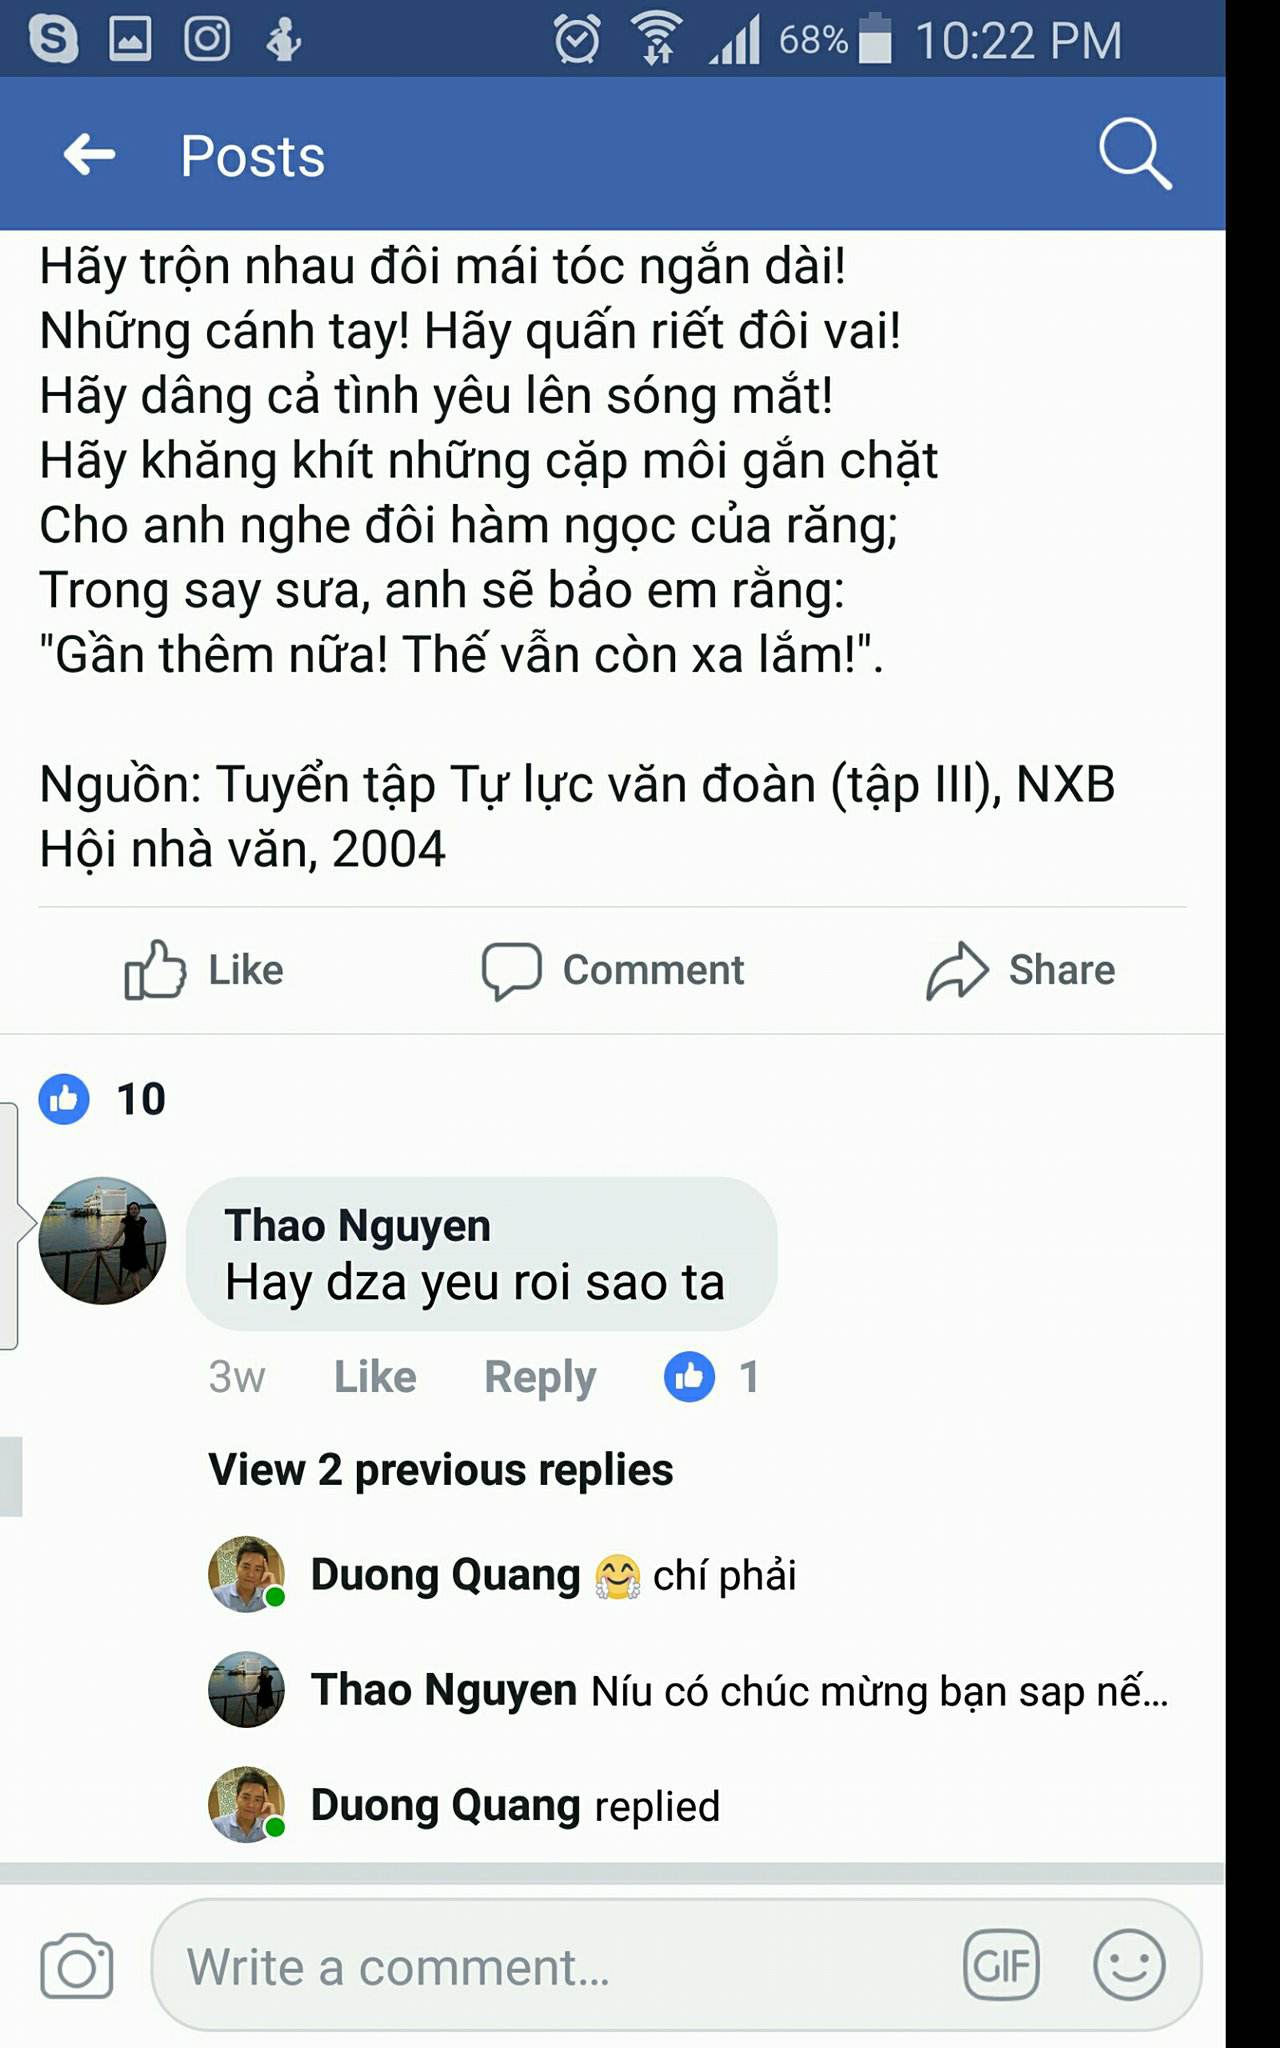 68% 10:22 PM
Posts
Hãy trộn nhau đôi mái tóc ngắn dài!
Những cánh tay! Hãy quấn riết đôi vai!
Hãy dâng cả tình yêu lên sóng mắt!
Hãy khăng khít những cặp môi gắn chặt
Cho anh nghe đôi hàm ngọc của răng;
Trong say sưa, anh sẽ bảo em rằng:
"Gần thêm nữa! Thế vẫn còn xa lắm!".
Nguồn: Tuyển tập Tự lực văn đoàn (tập III), NXB
Hội nhà văn, 2004
Like Comment Share
10
Thao Nguyen
Hay dza yeu roi sao ta
3w Like Reply 1
View 2 previous replies
Duong Quang 🤗 chí phải
Thao Nguyen Níu có chúc mừng bạn sap nế...
Duong Quang replied
Write a comment... GIF